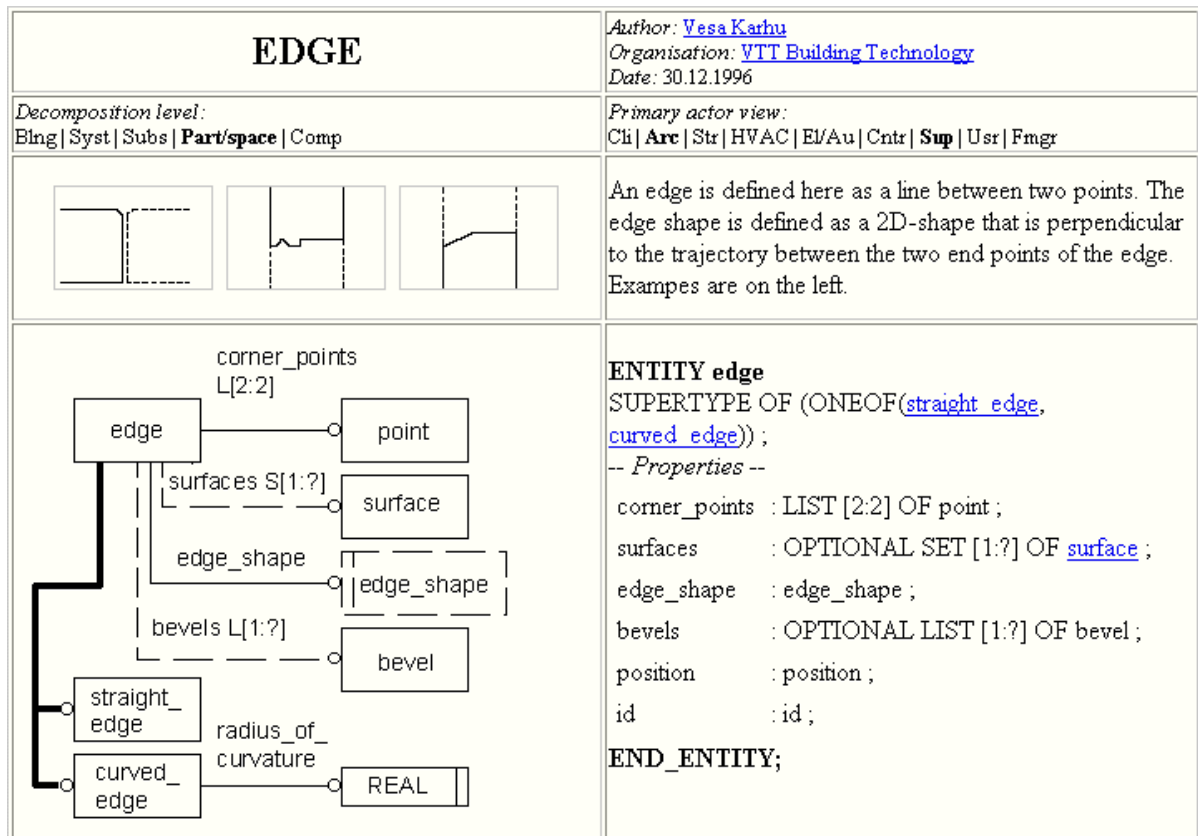 EDGE
Author: Vesa Karhu
Organisation: VTT Building Technology
Date: 30.12.1996
Decomposition level:
Blng | Syst | Subs | Part/space | Comp
Primary actor view:
Cli | Arc | Str | HVAC | El/Au | Cntr | Sup | Usr | Fmgr
An edge is defined here as a line between two points. The
edge shape is defined as a 2D-shape that is perpendicular
to the trajectory between the two end points of the edge.
Exampes are on the left.
corner_points
L[2:2]
edge
point
surfaces S[1:?]
surface
edge_shape
edge_shape
bevels L[1:?]
bevel
straight_
edge
radius_of_
curvature
curved_
edge
REAL
ENTITY edge
SUPERTYPE OF (ONEOF(straight_edge,
curved_edge)) ;
-- Properties --
corner_points : LIST [2:2] OF point ;
surfaces : OPTIONAL SET [1:?] OF surface ;
edge_shape : edge_shape ;
bevels : OPTIONAL LIST [1:?] OF bevel ;
position : position ;
id : id ;
END_ENTITY;